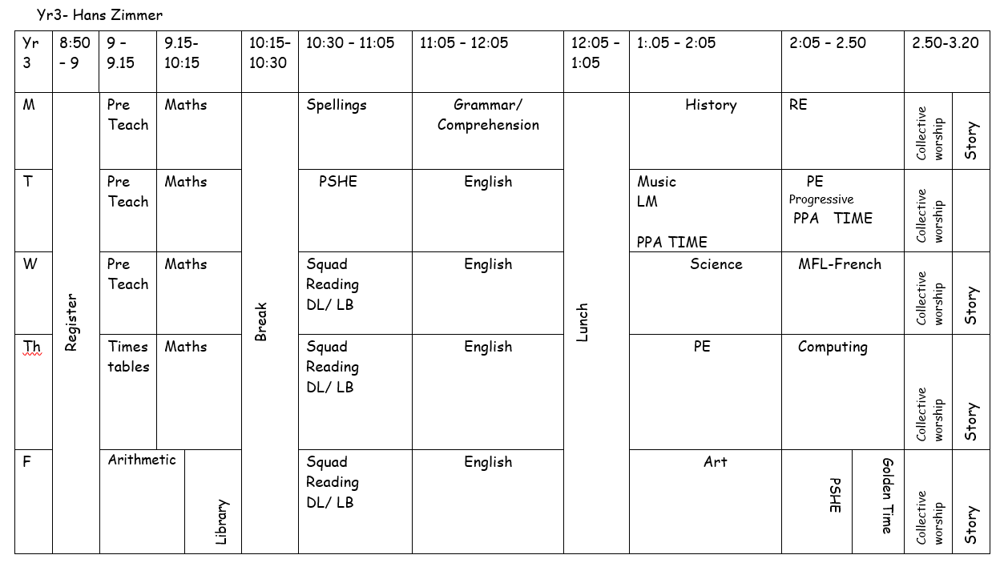 Yr3- Hans Zimmer
Yr
3
8:50
- 9
9 -
9.15
9.15-
10:15
10:15-
10:30
10:30 - 11:05
11:05 - 12:05
12:05 -
1:05
1:.05 - 2:05
2:05 - 2.50
2.50-3.20
Register
Break
Lunch
M
Pre
Teach
Maths
Spellings
Grammar/
Comprehension
History
RE
Collective
worship
Story
T
Pre
Teach
Maths
PSHE
English
Music
LM
PPA TIME
PE
Progressive
PPA TIME
Collective
worship
W
Pre
Teach
Maths
Squad
Reading
DL/ LB
English
Science
MFL-French
Collective
worship
Story
Th
Times
tables
Maths
Squad
Reading
DL/ LB
English
PE
Computing
Collective
worship
Story
F
Arithmetic
Library
Squad
Reading
DL/ LB
English
Art
PSHE
Golden Time
Collective
worship
Story